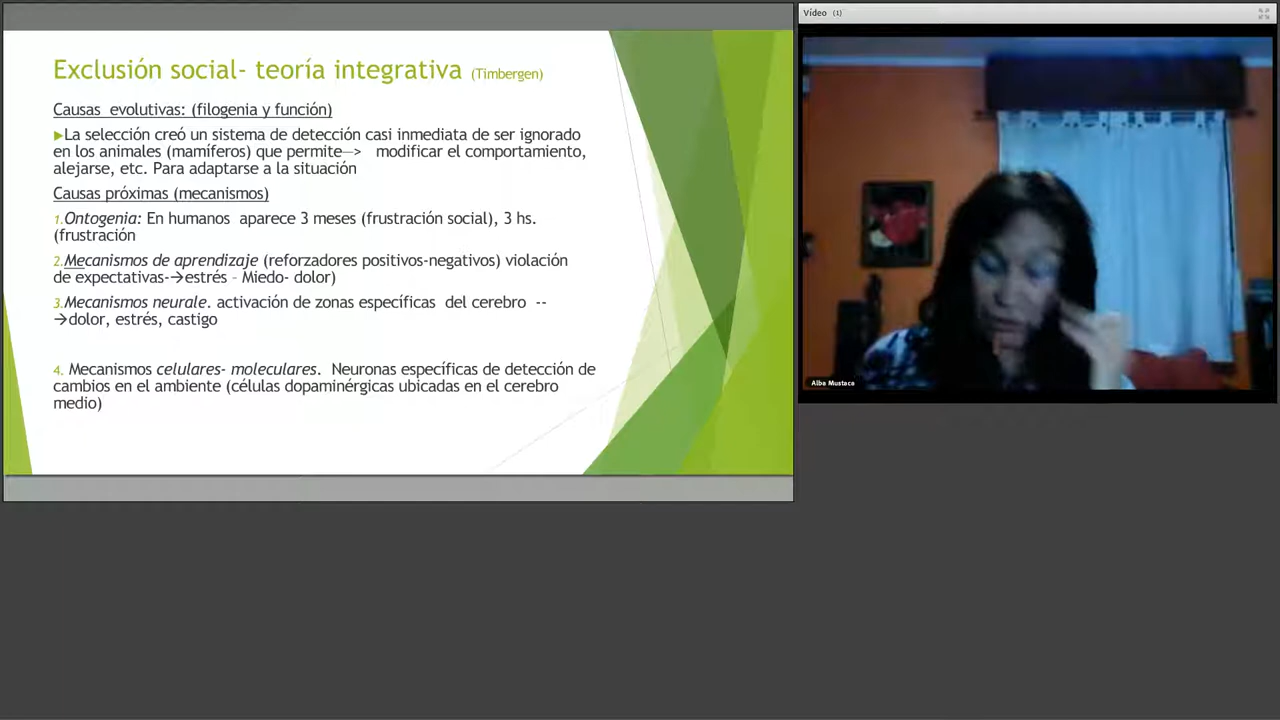 Exclusión social- teoría integrativa (Timbergen)
Causas evolutivas: (filogenia y función)
▶La selección creó un sistema de detección casi inmediata de ser ignorado
en los animales (mamíferos) que permite—> modificar el comportamiento,
alejarse, etc. Para adaptarse a la situación
Causas próximas (mecanismos)
1.Ontogenia: En humanos aparece 3 meses (frustración social), 3 hs.
(frustración
2.Mecanismos de aprendizaje (reforzadores positivos-negativos) violación
de expectativas-→estrés – Miedo- dolor)
3.Mecanismos neurale. activación de zonas específicas del cerebro --
→dolor, estrés, castigo
4. Mecanismos celulares- moleculares. Neuronas específicas de detección de
cambios en el ambiente (células dopaminérgicas ubicadas en el cerebro
medio)
Vídeo (1)
Alba Mustaca